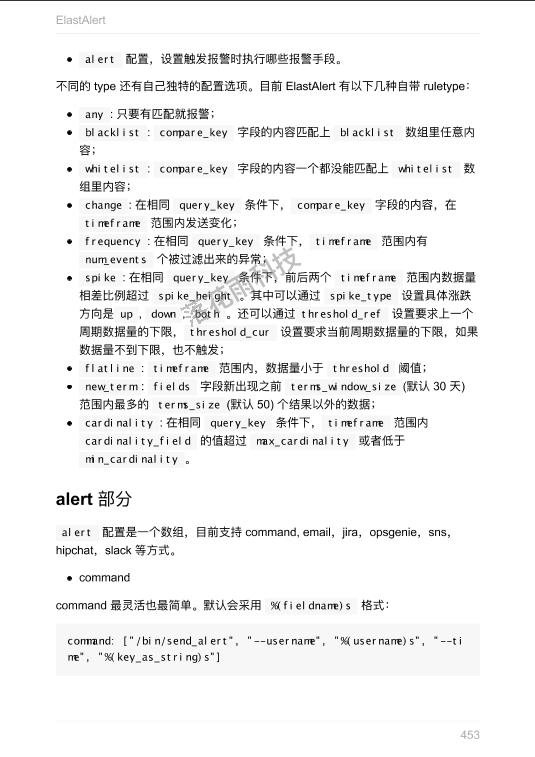 ElastAlert
• alert 配置，设置触发报警时执行哪些报警手段。
不同的 type 还有自己独特的配置选项。目前 ElastAlert 有以下几种自带 ruletype：
• any : 只要有匹配就报警；
• blacklist : compare_key 字段的内容匹配上 blacklist 数组里任意内
容；
• whitelist : compare_key 字段的内容一个都没能匹配上 whitelist 数
组里内容；
• change : 在相同 query_key 条件下， compare_key 字段的内容，在
timeframe 范围内发送变化；
• frequency : 在相同 query_key 条件下， timeframe 范围内有
num_events 个被过滤出来的异常；
• spike : 在相同 query_key 条件下，前后两个 timeframe 范围内数据量
相差比例超过 spike_height 。其中可以通过 spike_type 设置具体涨跌
方向是 up , down , both 。还可以通过 threshold_ref 设置要求上一个
周期数据量的下限， threshold_cur 设置要求当前周期数据量的下限，如果
数据量不到下限，也不触发；
• flatline : timeframe 范围内，数据量小于 threshold 阈值；
• new_term : fields 字段新出现之前 terms_window_size (默认 30 天)
范围内最多的 terms_size (默认 50) 个结果以外的数据；
• cardinality : 在相同 query_key 条件下， timeframe 范围内
cardinality_field 的值超过 max_cardinality 或者低于
min_cardinality 。
落花雨科技
alert 部分
alert 配置是一个数组，目前支持 command, email，jira，opsgenie，sns，
hipchat，slack 等方式。
• command
command 最灵活也最简单。默认会采用 %(fieldname)s 格式：
command: ["/bin/send_alert", "--username", "%(username)s", "--ti
me", "%(key_as_string)s"]
453